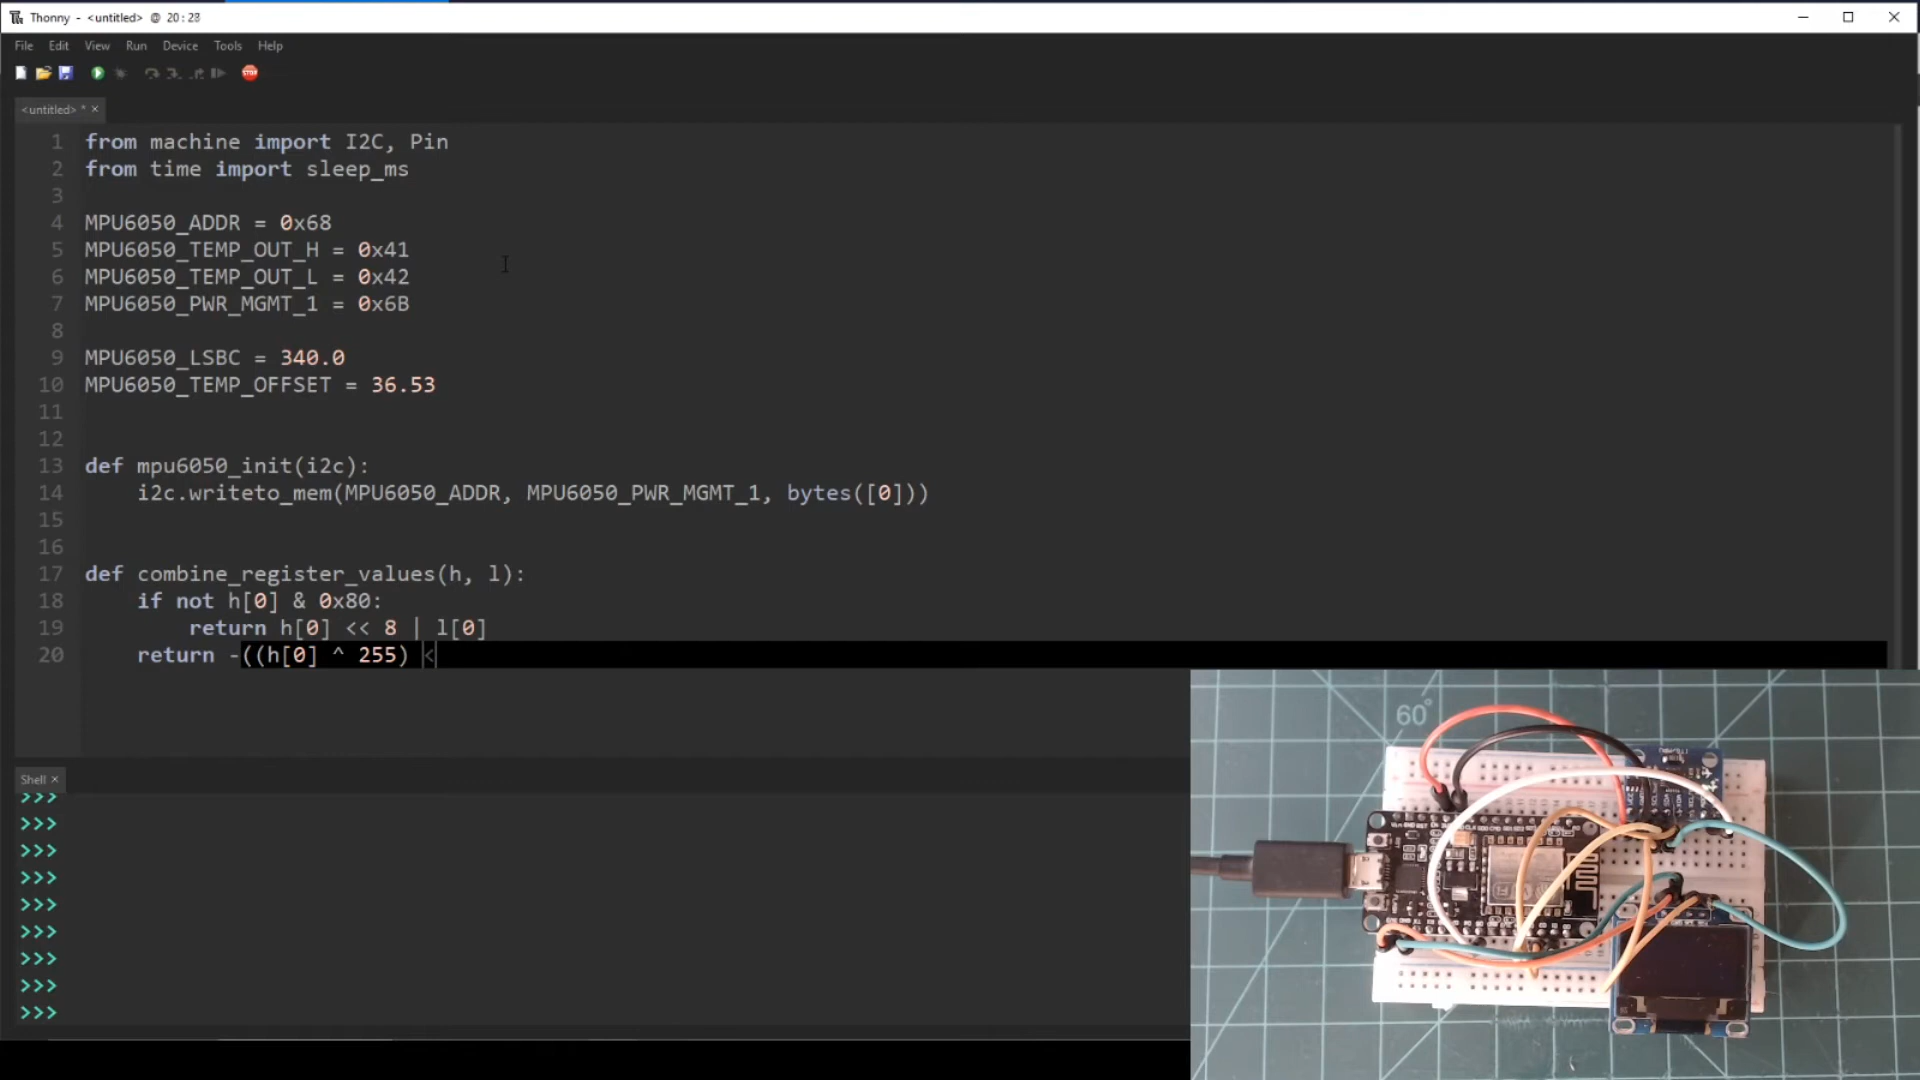 Thonny - <untitled> @ 20:23
File Edit View Run Device Tools Help
STOP
<untitled> * ×
1 from machine import I2C, Pin
2 from time import sleep_ms
3
4 MPU6050_ADDR = 0x68
5 MPU6050_TEMP_OUT_H = 0x41
6 MPU6050_TEMP_OUT_L = 0x42
7 MPU6050_PWR_MGMT_1 = 0x6B
8
9 MPU6050_LSBC = 340.0
10 MPU6050_TEMP_OFFSET = 36.53
11
12
13 def mpu6050_init(i2c):
14     i2c.writeto_mem(MPU6050_ADDR, MPU6050_PWR_MGMT_1, bytes([0]))
15
16
17 def combine_register_values(h, l):
18     if not h[0] & 0x80:
19         return h[0] << 8 | l[0]
20     return -((h[0] ^ 255) <
60°
Shell ×
>>>
>>>
>>>
>>>
>>>
>>>
>>>
>>>
>>>